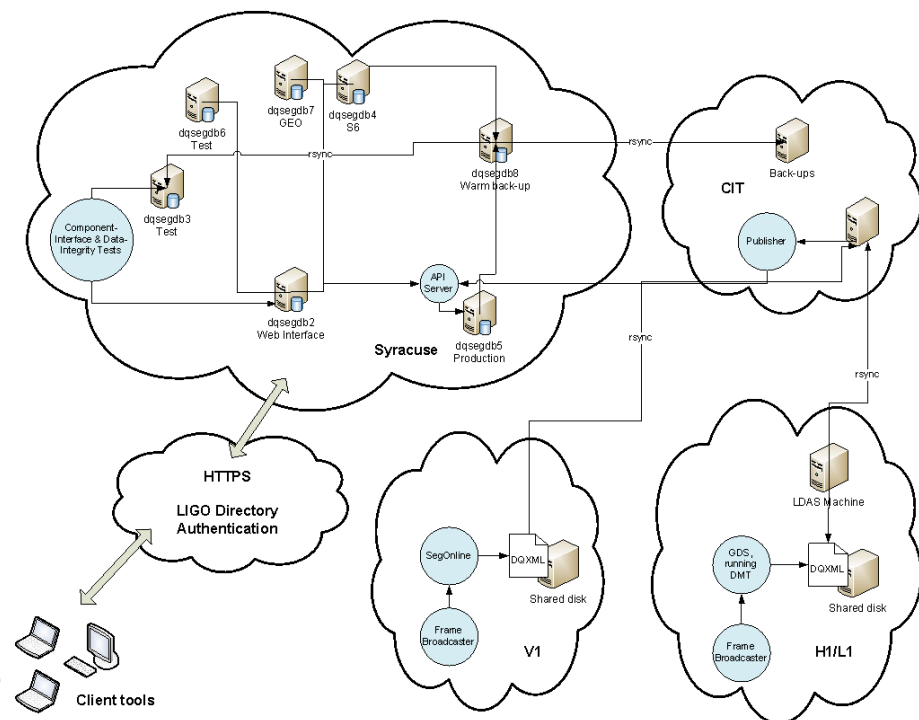 dqsegdb7
GEO
dqsegdb4
S6
dqsegdb6
Test
rsync
dqsegdb8
Warm back-up
rsync
Back-ups
CIT
dqsegdb3
Test
Component-
Interface & Data-
Integrity Tests
Publisher
API
Server
dqsegdb2
Web Interface
Syracuse
dqsegdb5
Production
rsync
rsync
HTTPS
LIGO Directory
Authentication
LDAS Machine
SegOnline
DQXML
Shared disk
GDS,
running
DMT
DQXML
Shared disk
Frame
Broadcaster
V1
Frame
Broadcaster
H1/L1
Client tools